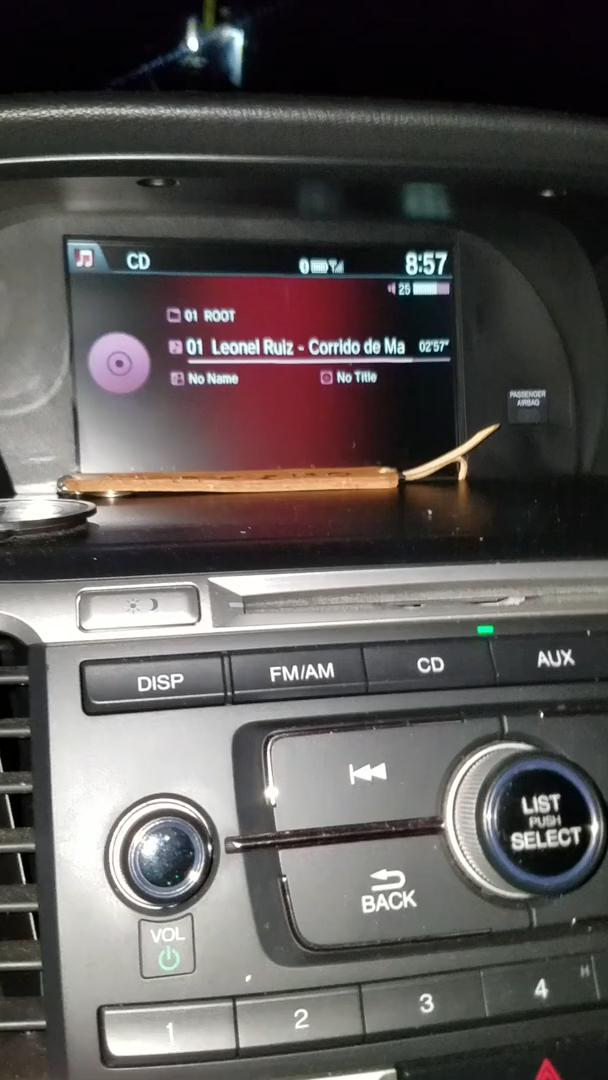 CD
8:57
25
01 ROOT
01 Leonel Ruiz - Corrido de Ma 02'57"
No Name No Title
PASSENGER
AIRBAG
DISP FM/AM CD AUX
LIST
PUSH
SELECT
BACK
VOL
1 2 3 4